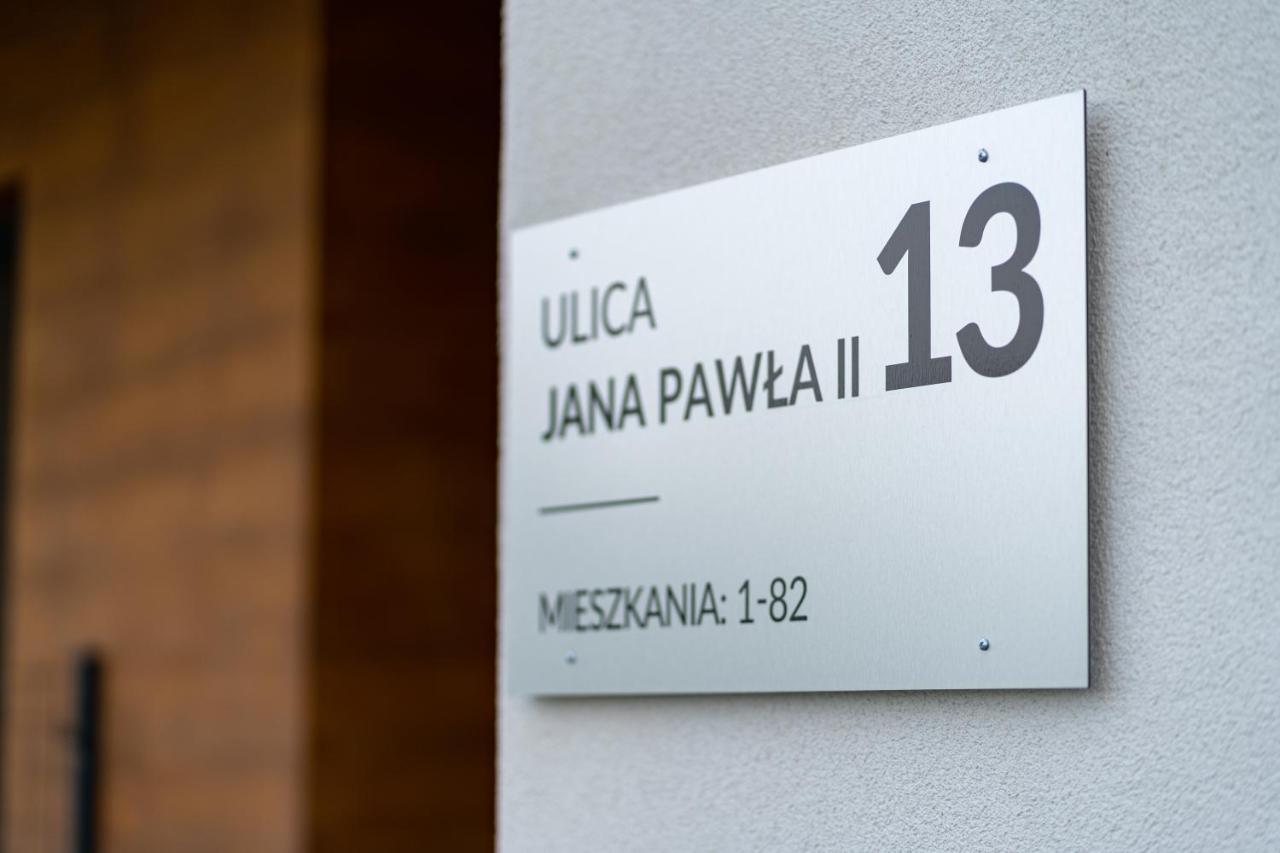 ULICA
JANA PAWŁA II 13
MIESZKANIA: 1-82